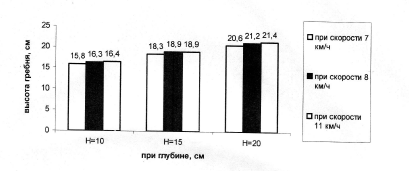 высота гребня, см
25
20
15
10
5
0
15,8 16,3 16,4
18,3 18,9 18,9
20,6 21,2 21,4
H=10
H=15
H=20
при глубине, см
при скорости 7
км/ч
при скорости 8
км/ч
при скорости
11 км/ч